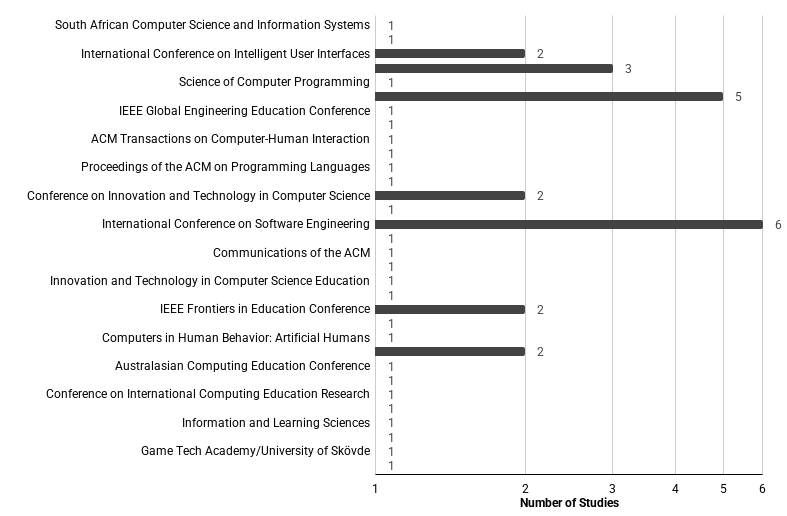 South African Computer Science and Information Systems 1
1
International Conference on Intelligent User Interfaces 2
3
Science of Computer Programming 1
5
IEEE Global Engineering Education Conference 1
1
ACM Transactions on Computer-Human Interaction 1
1
Proceedings of the ACM on Programming Languages 1
1
Conference on Innovation and Technology in Computer Science 2
1
International Conference on Software Engineering 6
1
Communications of the ACM 1
1
Innovation and Technology in Computer Science Education 1
1
IEEE Frontiers in Education Conference 2
1
Computers in Human Behavior: Artificial Humans 1
2
Australasian Computing Education Conference 1
1
Conference on International Computing Education Research 1
1
Information and Learning Sciences 1
1
Game Tech Academy/University of Skövde 1
1
1 2 3 4 5 6
Number of Studies